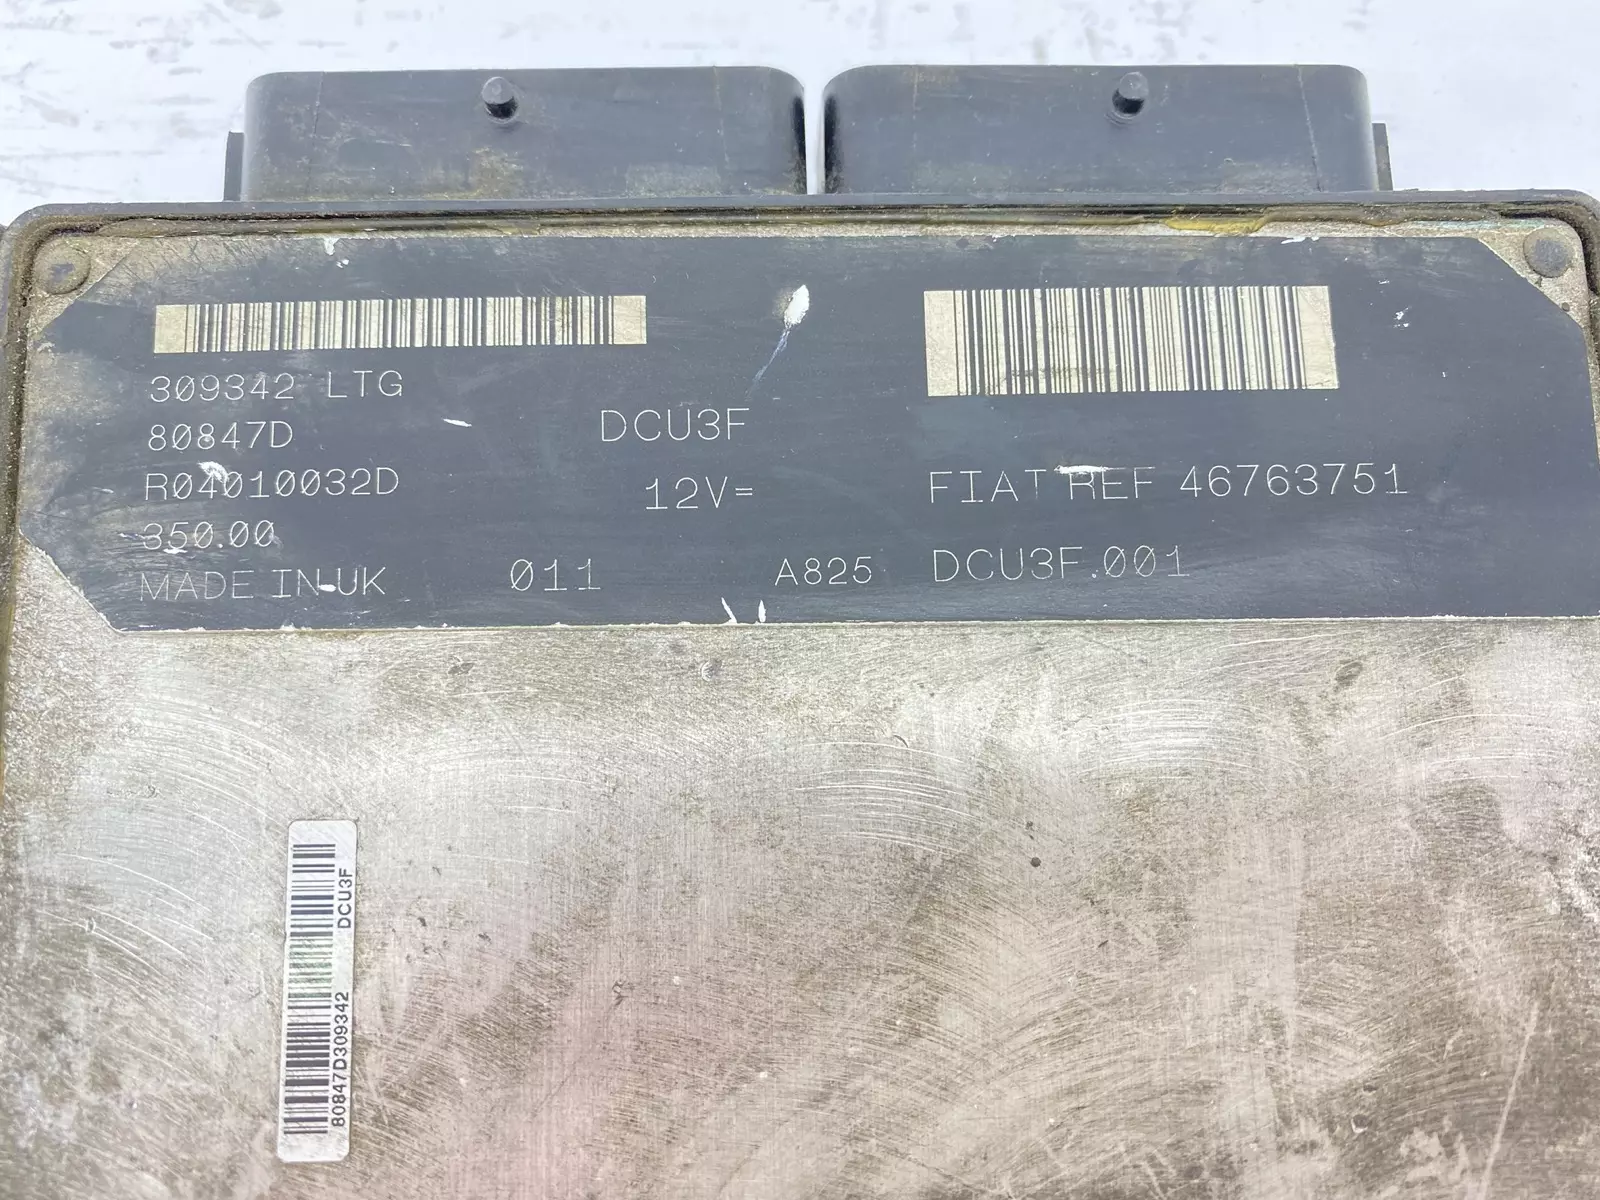 309342 LTG
80847D
R04010032D
350.00
MADE IN UK
DCU3F
12V=
011
A825
FIAT REF 46763751
DCU3F.001
80847D309342 DCU3F